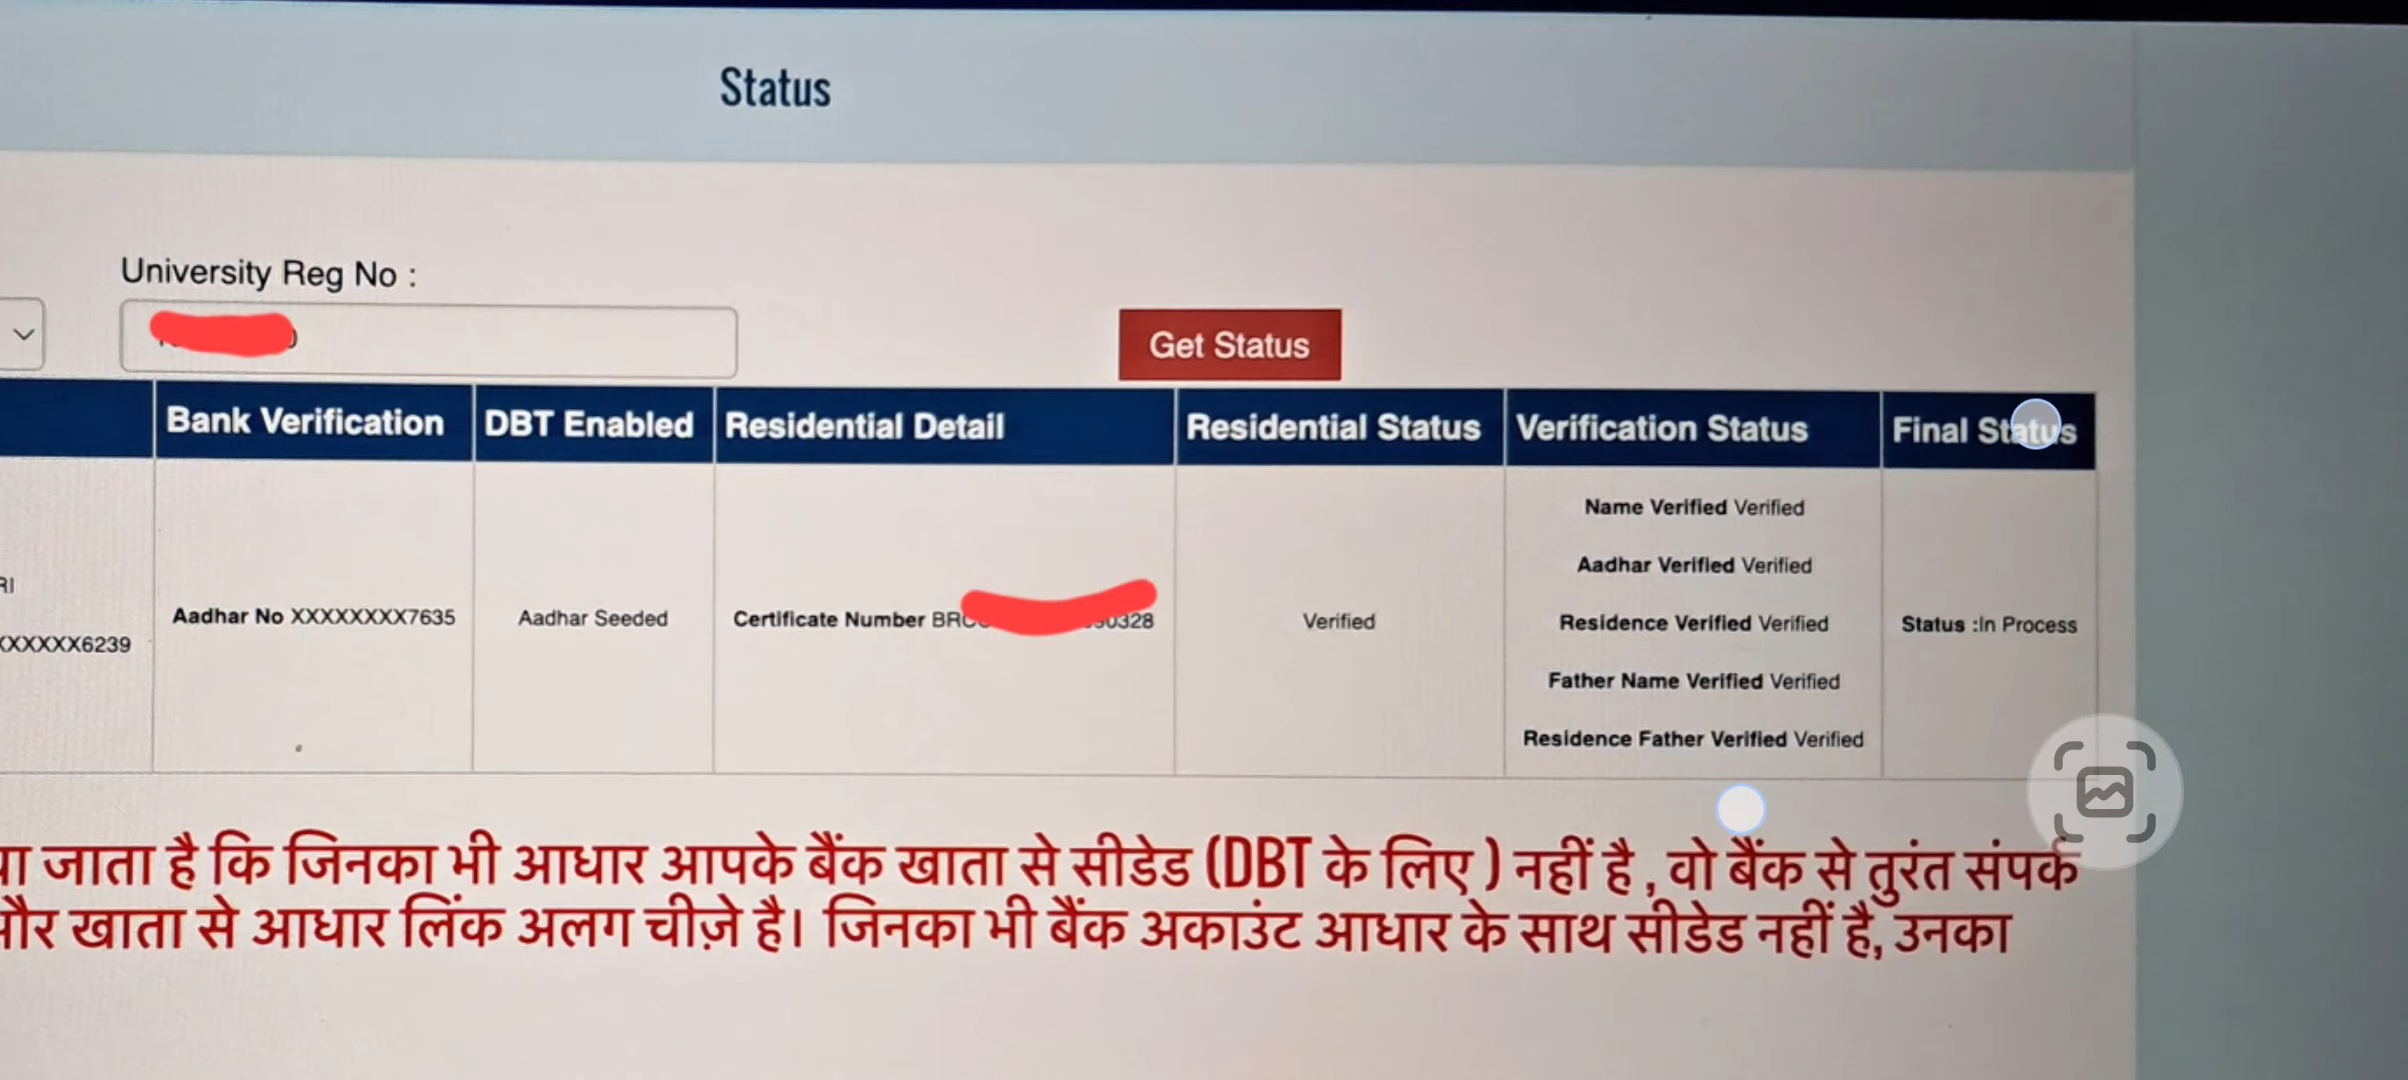 Status
University Reg No :
Get Status
Bank Verification DBT Enabled Residential Detail Residential Status Verification Status Final Status
Name Verified Verified
Aadhar Verified Verified
RI
Aadhar No XXXXXXXX7635 Aadhar Seeded Certificate Number Verified Residence Verified Verified Status :In Process
XXXXX6239
Father Name Verified Verified
Residence Father Verified Verified
जाता है कि जिनका भी आधार आपके बैंक खाता से सीडेड (DBT के लिए ) नहीं है , वो बैंक से तुरंत संपर्क
खाता से आधार लिंक अलग चीज़े है। जिनका भी बैंक अकाउंट आधार के साथ सीडेड नहीं है, उनका